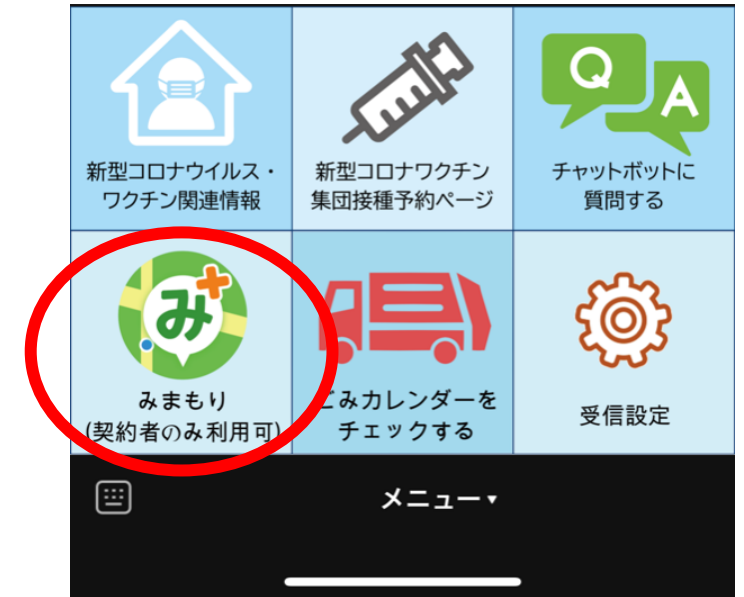 Q
A
新型コロナウイルス・
ワクチン関連情報
新型コロナワクチン
集団接種予約ページ
チャットボットに
質問する
み
みまもり
(契約者のみ利用可)
ごみカレンダーを
チェックする
受信設定
メニュー▼